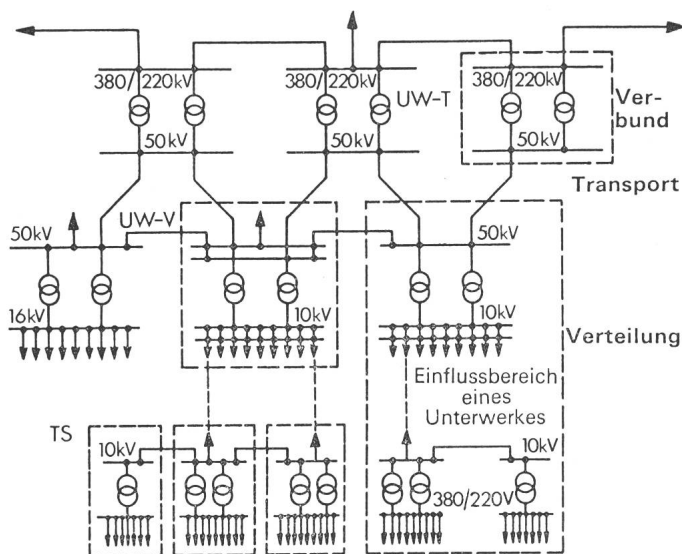 380/220kV
380/220kV
UW-T
380/220kV
Ver-
bund
50kV
50kV
50kV
Transport
UW-V
50kV
50kV
16kV
10kV
10kV
Verteilung
Einflussbereich
eines
Unterwerkes
TS
10kV
10kV
380/220V